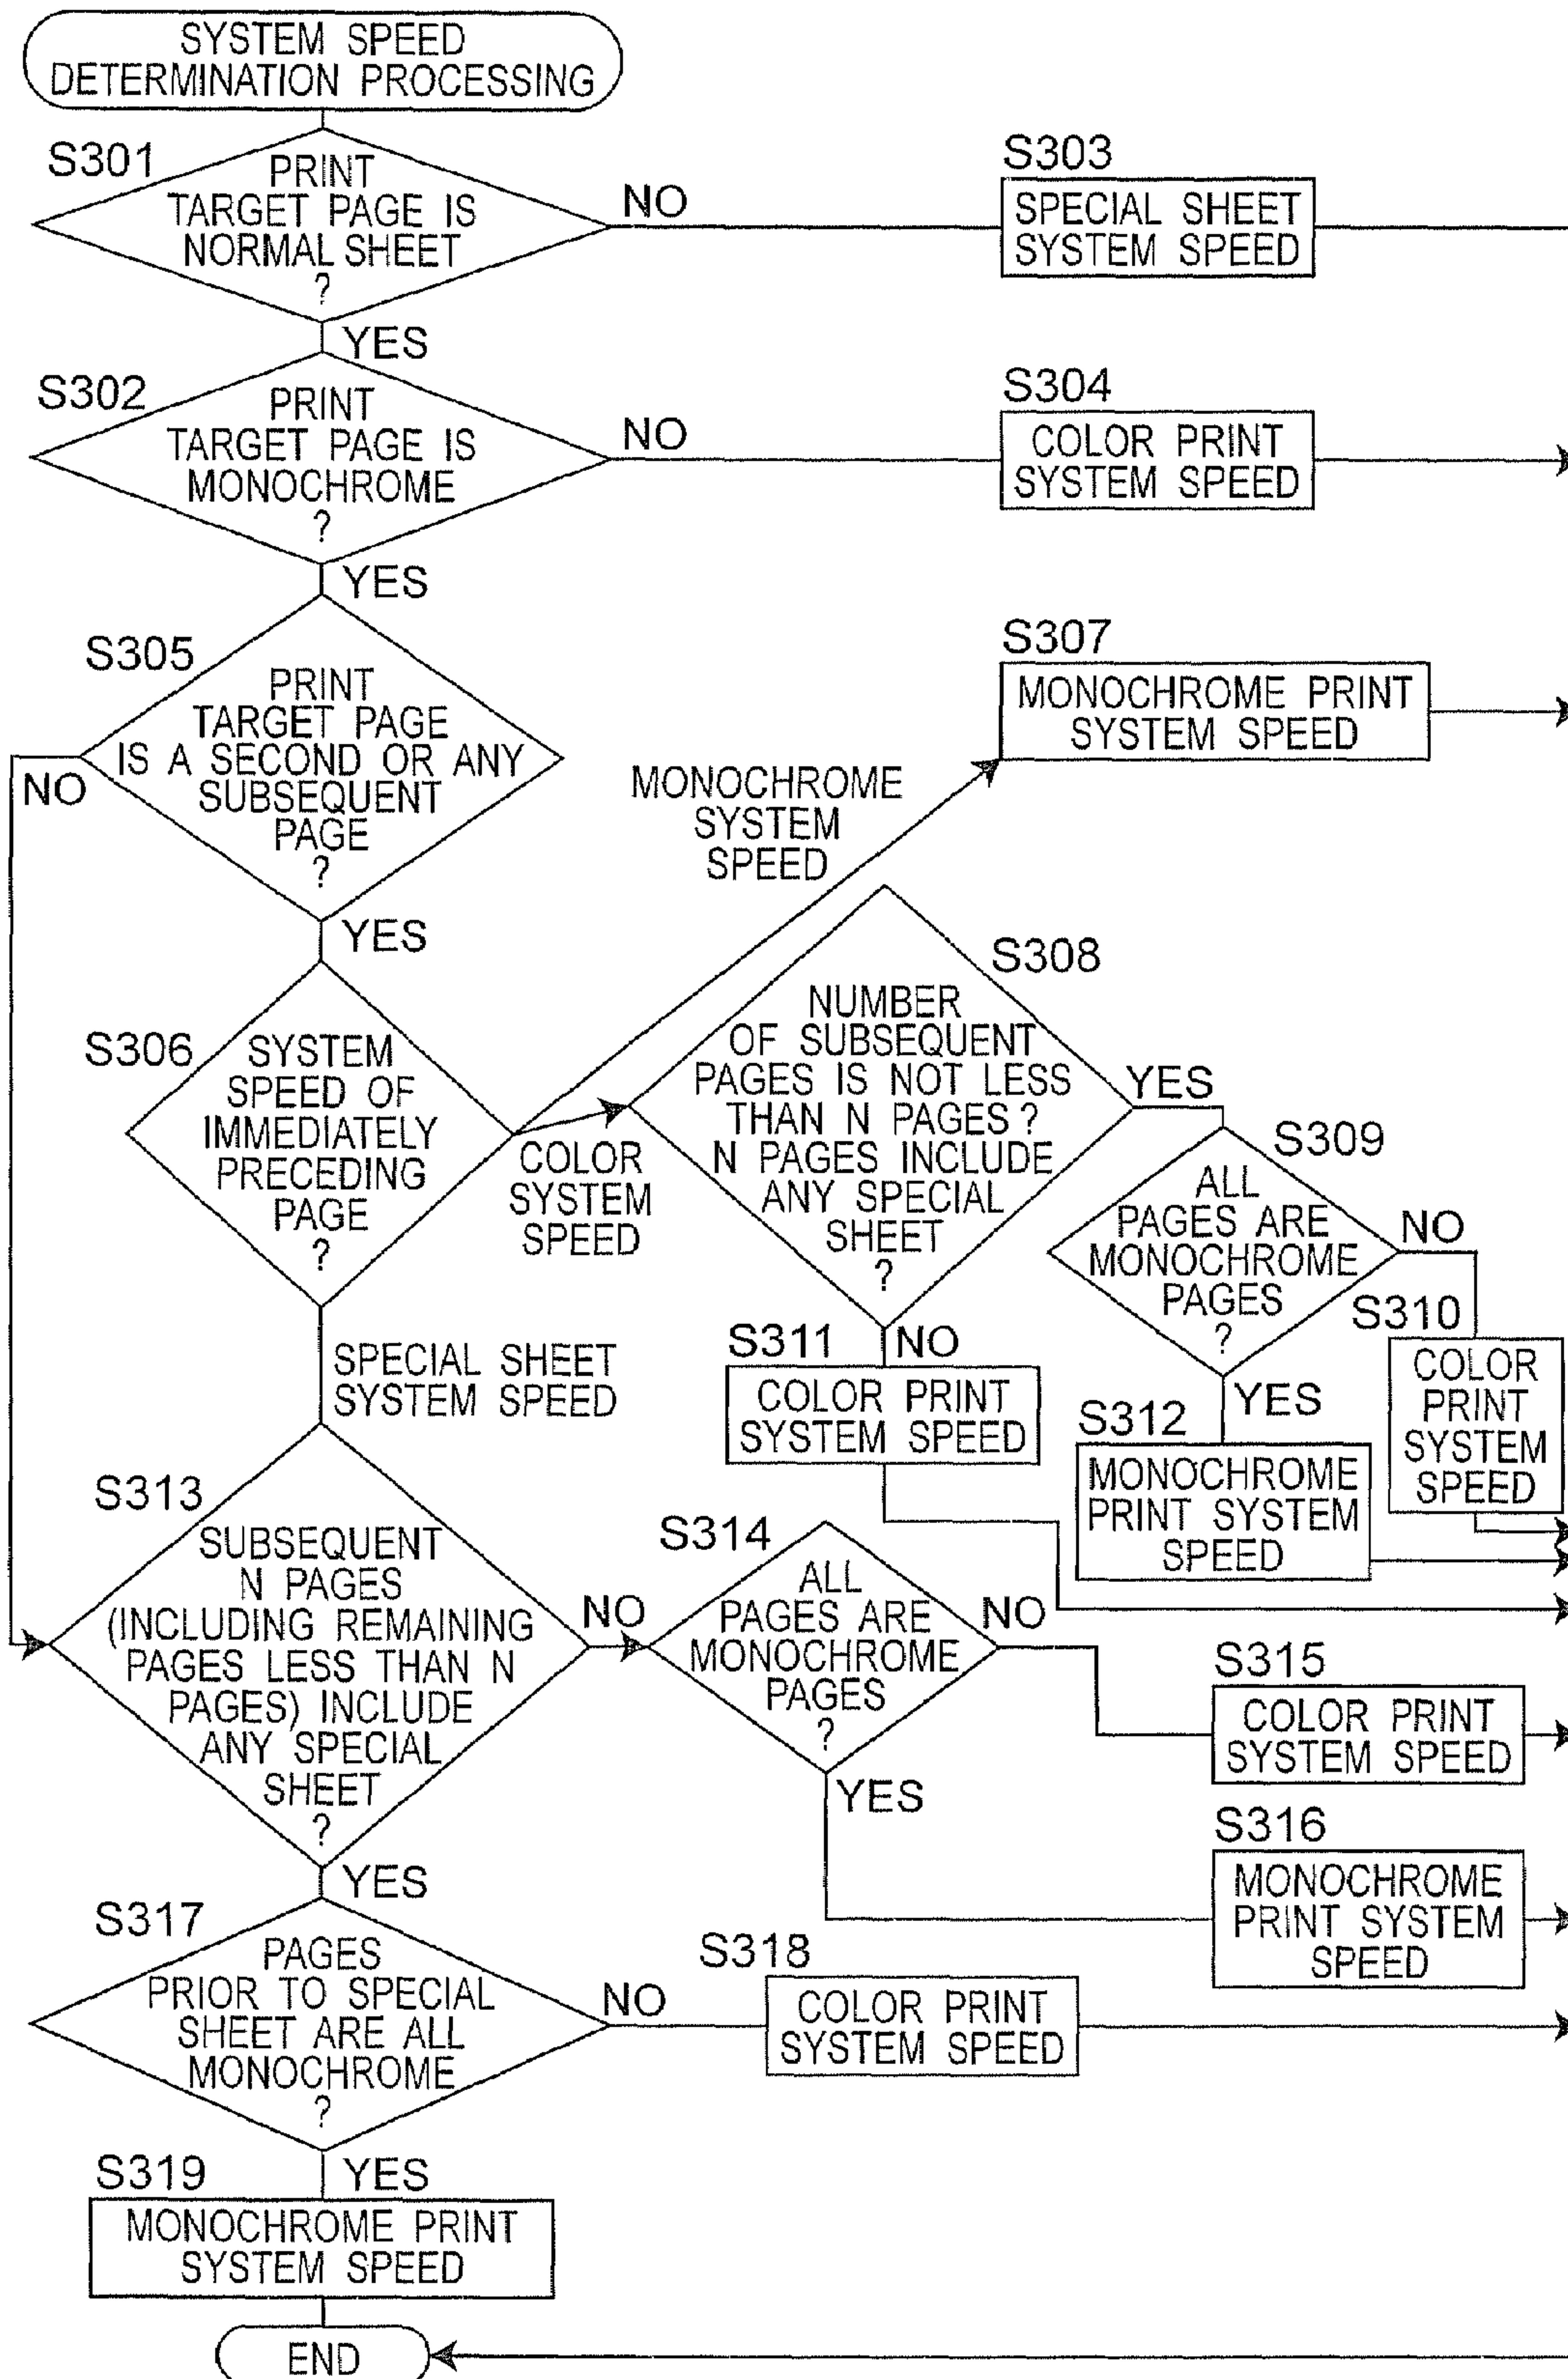 SYSTEM SPEED
DETERMINATION PROCESSING
S301
PRINT
TARGET PAGE IS
NORMAL SHEET
?
NO
S303
SPECIAL SHEET
SYSTEM SPEED
YES
S302
PRINT
TARGET PAGE IS
MONOCHROME
?
NO
S304
COLOR PRINT
SYSTEM SPEED
YES
S305
PRINT
TARGET PAGE
IS A SECOND OR ANY
SUBSEQUENT
PAGE
?
NO
YES
S307
MONOCHROME PRINT
SYSTEM SPEED
MONOCHROME
SYSTEM
SPEED
S306
SYSTEM
SPEED OF
IMMEDIATELY
PRECEDING
PAGE
?
COLOR
SYSTEM
SPEED
SPECIAL SHEET
SYSTEM SPEED
S308
NUMBER
OF SUBSEQUENT
PAGES IS NOT LESS
THAN N PAGES?
N PAGES INCLUDE
ANY SPECIAL
SHEET
?
YES
NO
S309
ALL
PAGES ARE
MONOCHROME
PAGES
?
NO
YES
S310
COLOR
PRINT
SYSTEM
SPEED
S311
COLOR PRINT
SYSTEM SPEED
S312
MONOCHROME
PRINT SYSTEM
SPEED
S313
SUBSEQUENT
N PAGES
(INCLUDING REMAINING
PAGES LESS THAN N
PAGES) INCLUDE
ANY SPECIAL
SHEET
?
NO
YES
S314
ALL
PAGES ARE
MONOCHROME
PAGES
?
NO
YES
S315
COLOR PRINT
SYSTEM SPEED
S316
MONOCHROME
PRINT SYSTEM
SPEED
S317
PAGES
PRIOR TO SPECIAL
SHEET ARE ALL
MONOCHROME
?
NO
S318
COLOR PRINT
SYSTEM SPEED
YES
S319
MONOCHROME PRINT
SYSTEM SPEED
END